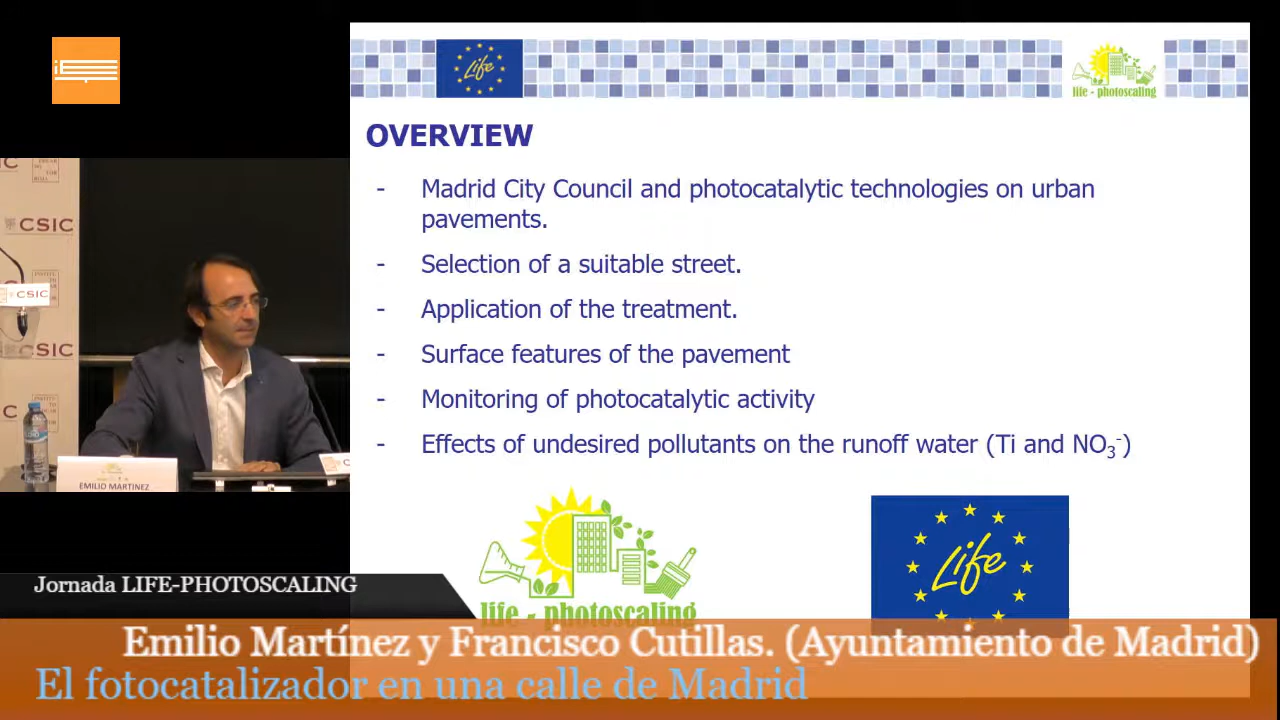 Life
life - photoscaling
OVERVIEW
- Madrid City Council and photocatalytic technologies on urban
pavements.
- Selection of a suitable street.
- Application of the treatment.
- Surface features of the pavement
- Monitoring of photocatalytic activity
- Effects of undesired pollutants on the runoff water (Ti and NO₃⁻)
CSIC
CSIC
CSIC
EMILIO MARTINEZ
Life
life - photoscaling
Jornada LIFE-PHOTOSCALING
Emilio Martínez y Francisco Cutillas. (Ayuntamiento de Madrid)
El fotocatalizador en una calle de Madrid